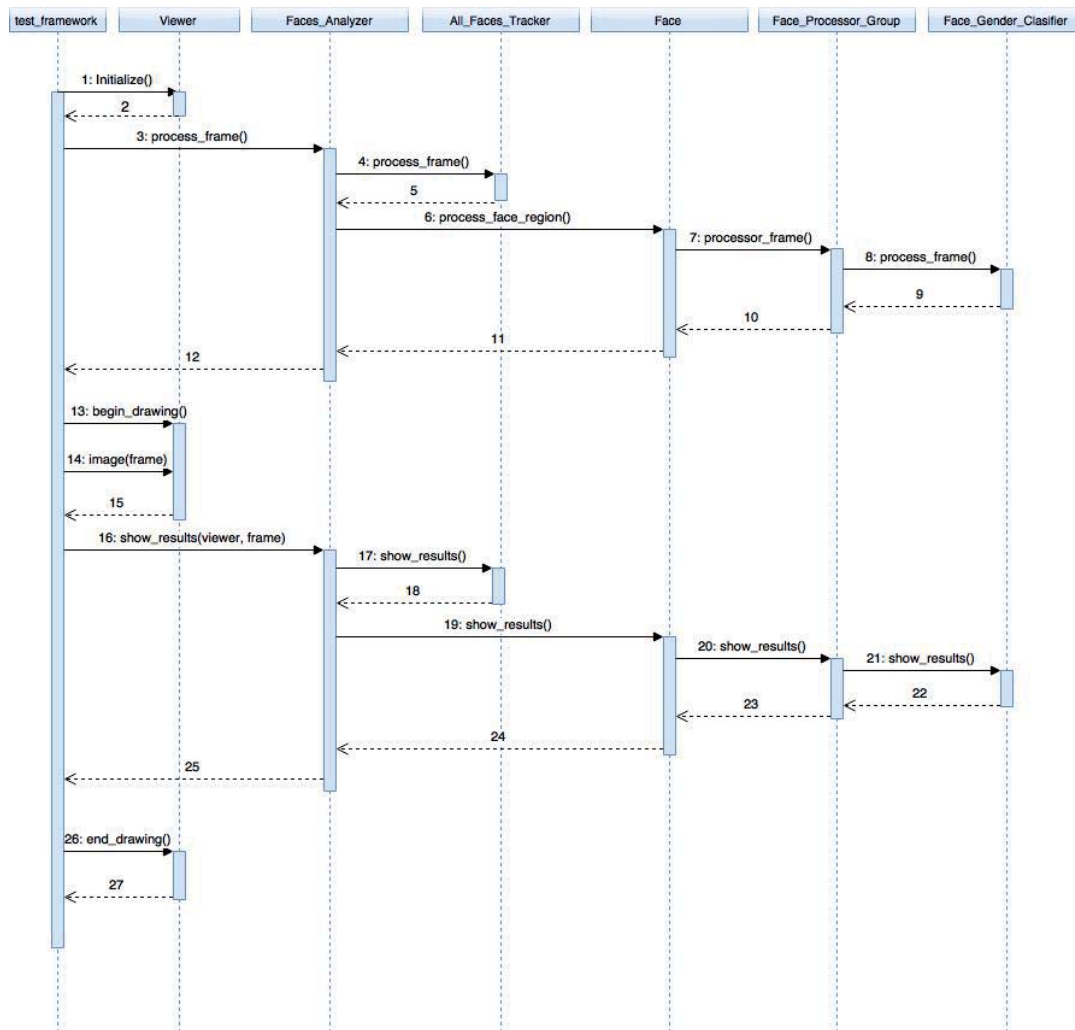 test_framework
Viewer
Faces_Analyzer
All_Faces_Tracker
Face
Face_Processor_Group
Face_Gender_Clasifier
1: Initialize()
2
3: process_frame()
4: process_frame()
5
6: process_face_region()
7: processor_frame()
8: process_frame()
9
10
11
12
13: begin_drawing()
14: image(frame)
15
16: show_results(viewer, frame)
17: show_results()
18
19: show_results()
20: show_results()
21: show_results()
22
23
24
25
26: end_drawing()
27